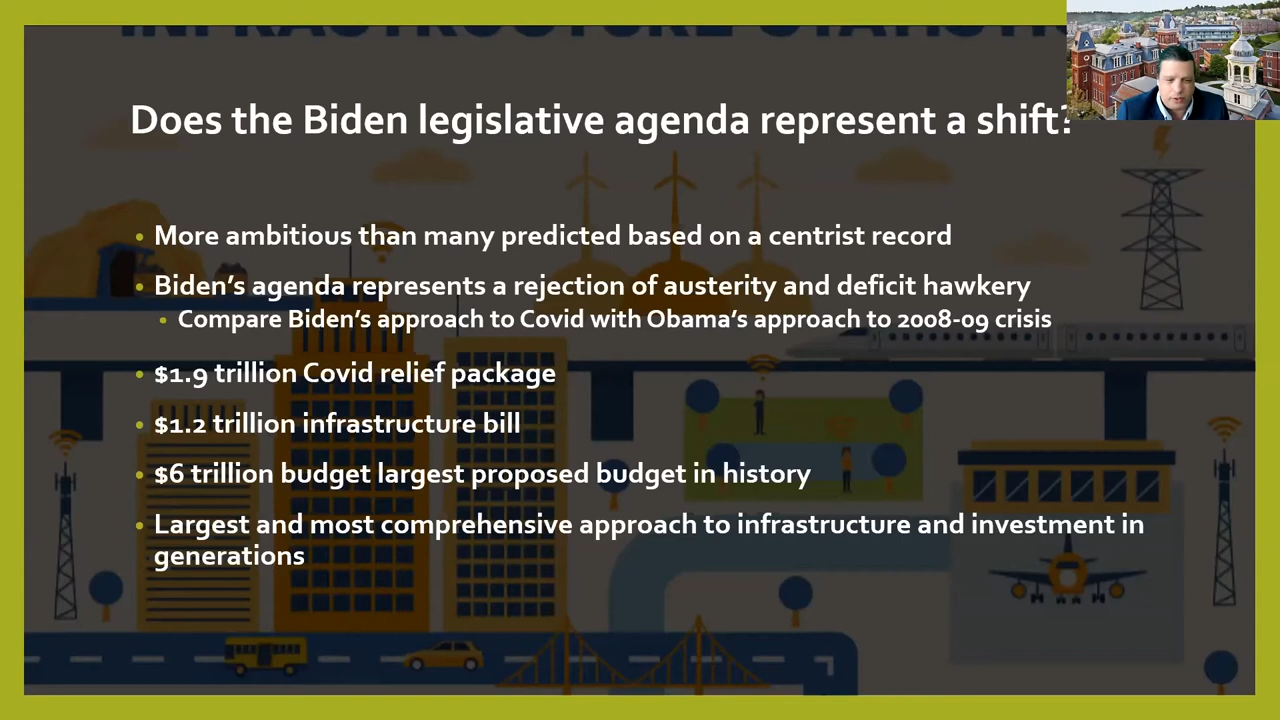 INFRASTRUCTURE STATISTIC
Does the Biden legislative agenda represent a shift?
• More ambitious than many predicted based on a centrist record
• Biden’s agenda represents a rejection of austerity and deficit hawkery
• Compare Biden’s approach to Covid with Obama’s approach to 2008-09 crisis
• $1.9 trillion Covid relief package
• $1.2 trillion infrastructure bill
• $6 trillion budget largest proposed budget in history
• Largest and most comprehensive approach to infrastructure and investment in
generations